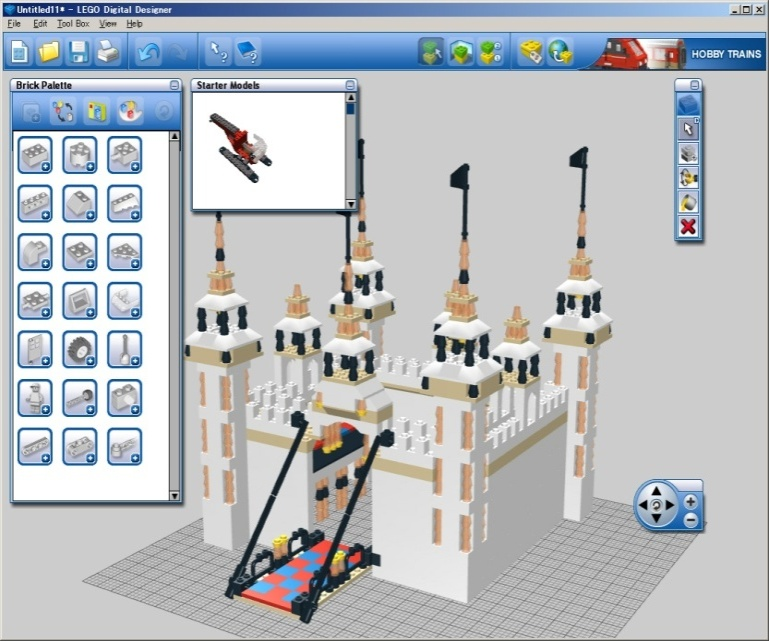 Untitled11* - LEGO Digital Designer
File Edit Tool Box View Help
HOBBY TRAINS
Brick Palette
Starter Models